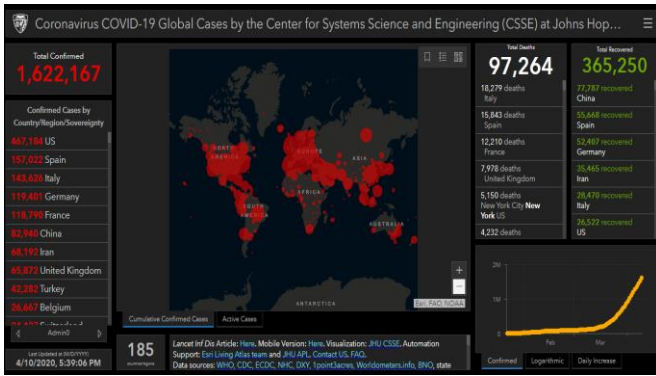 Coronavirus COVID-19 Global Cases by the Center for Systems Science and Engineering (CSSE) at Johns Hop...
Total Confirmed
1,622,167
Confirmed Cases by
Country/Region/Sovereignty
467,184 US
157,022 Spain
143,626 Italy
119,401 Germany
118,790 France
82,940 China
68,192 Iran
65,872 United Kingdom
42,282 Turkey
26,667 Belgium
Switzerland
Admin0
Last Updated at (M/D/YYYY)
4/10/2020, 5:39:06 PM
NORTH
AMERICA
EUROPE
ASIA
AFRICA
SOUTH
AMERICA
AUSTRALIA
ANTARCTICA
+
−
Esri, FAO, NOAA
Cumulative Confirmed Cases
Active Cases
185
countries/regions
Lancet Inf Dis Article: Here. Mobile Version: Here. Visualization: JHU CSSE. Automation
Support: Esri Living Atlas team and JHU APL. Contact US. FAQ.
Data sources: WHO, CDC, ECDC, NHC, DXY, 1point3acres, Worldometers.info, BNO, state
Total Deaths
97,264
18,279 deaths
Italy
15,843 deaths
Spain
12,210 deaths
France
7,978 deaths
United Kingdom
5,150 deaths
New York City New
York US
4,232 deaths
Total Recovered
365,250
77,787 recovered
China
55,668 recovered
Spain
52,407 recovered
Germany
35,465 recovered
Iran
28,470 recovered
Italy
26,522 recovered
US
2M
1M
0
Feb
Mar
Confirmed
Logarithmic
Daily Increase